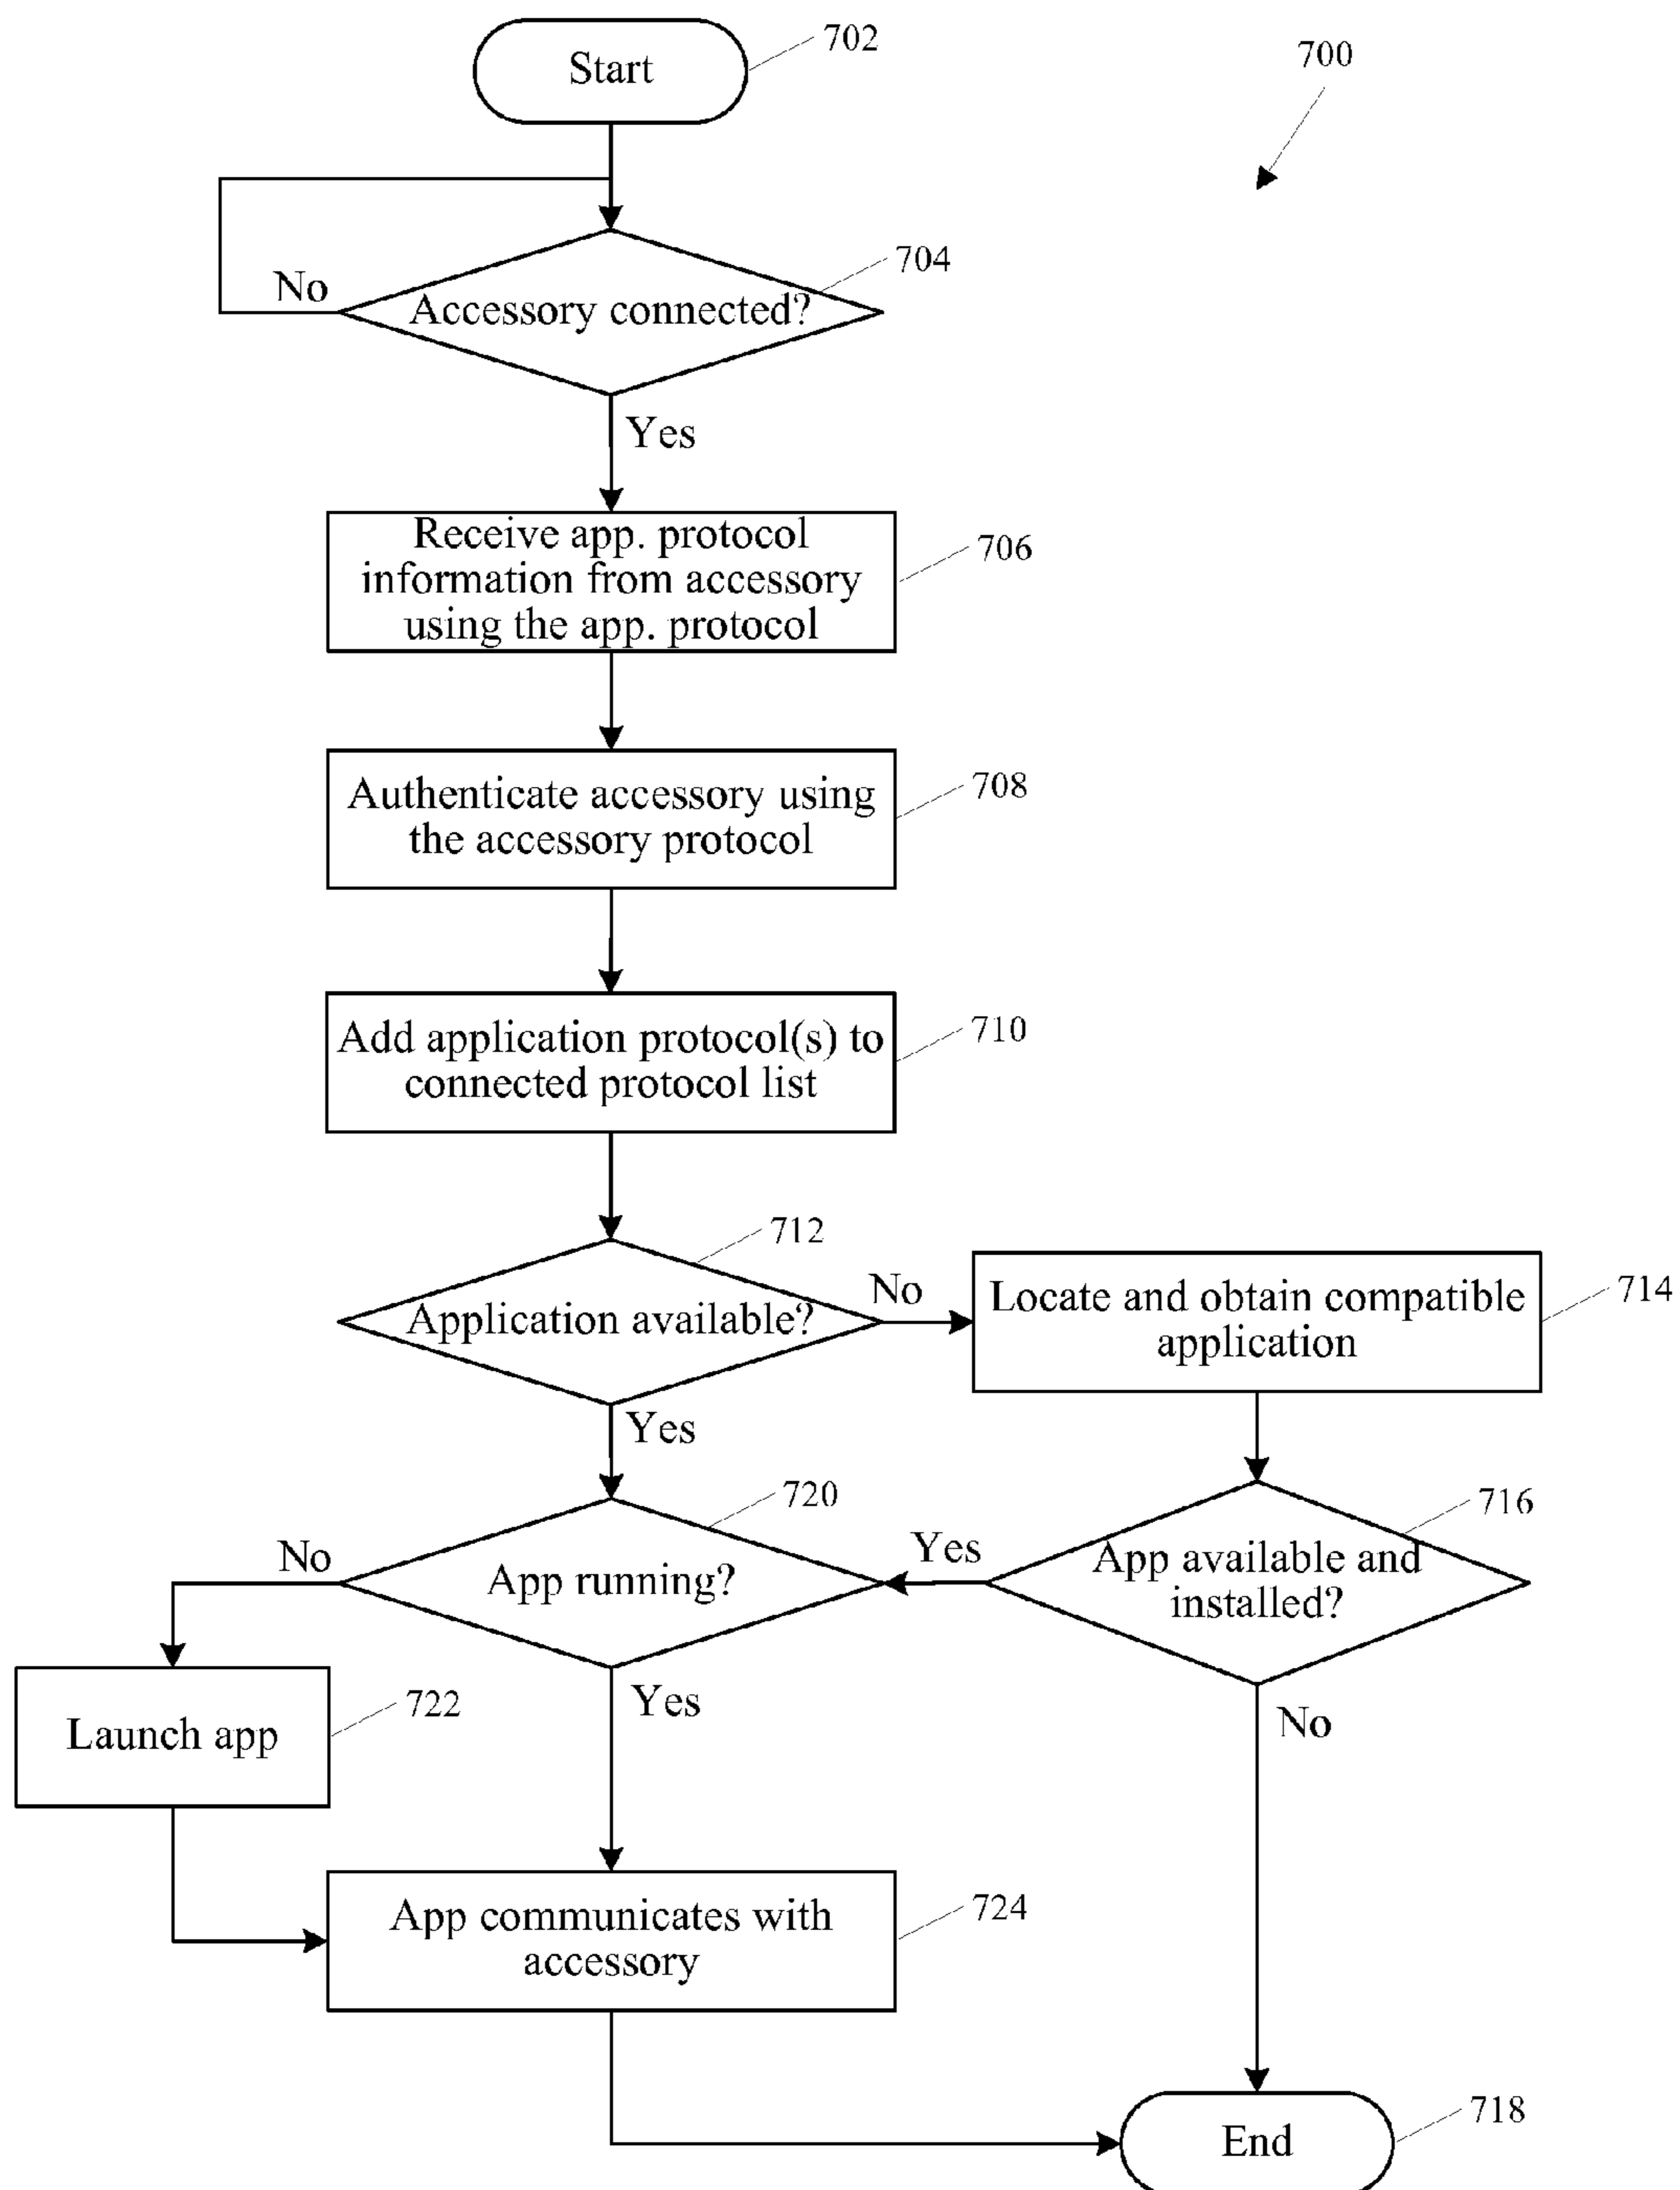 702
Start
700
704
No
Accessory connected?
Yes
Receive app. protocol
information from accessory
using the app. protocol
706
Authenticate accessory using
the accessory protocol
708
Add application protocol(s) to
connected protocol list
710
712
Application available?
No
Locate and obtain compatible
application
714
Yes
720
No
App running?
Yes
716
App available and
installed?
Launch app
722
Yes
No
App communicates with
accessory
724
End
718